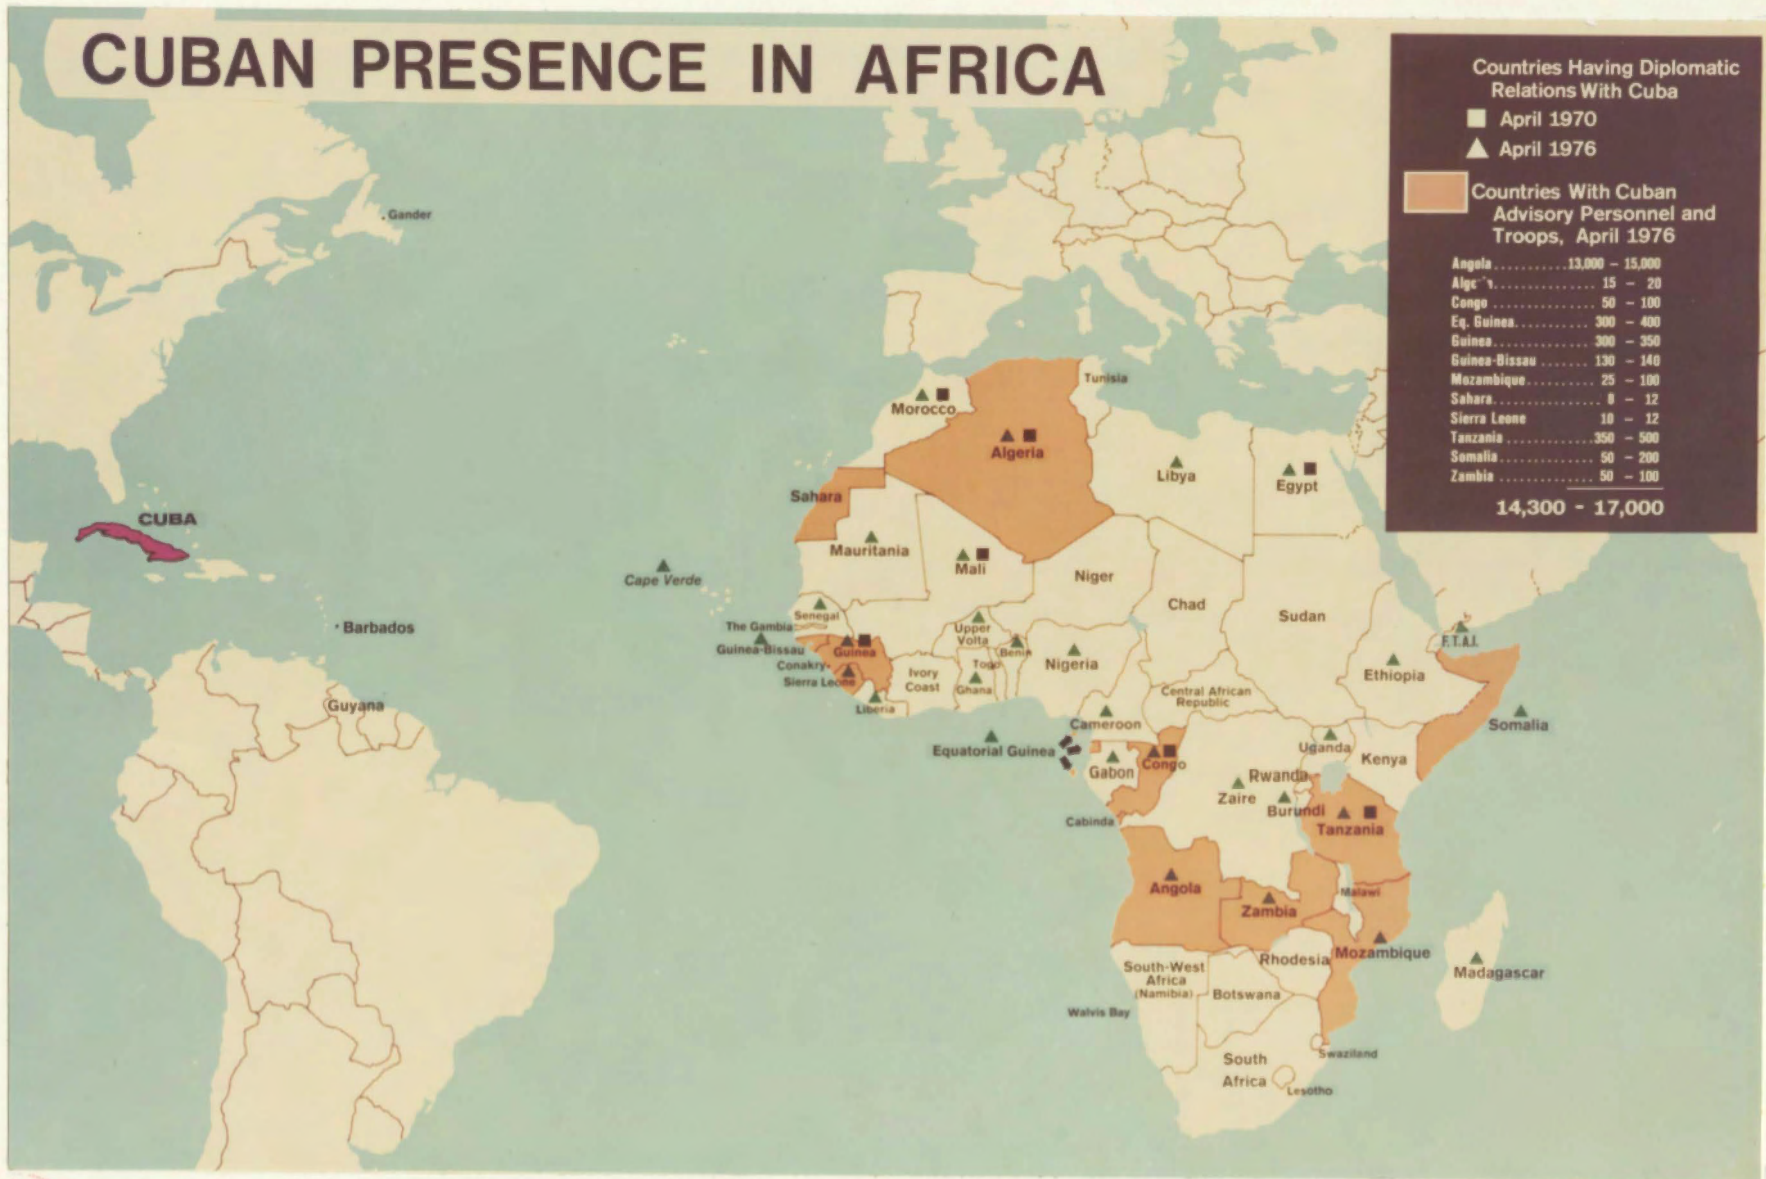 CUBAN PRESENCE IN AFRICA
Countries Having Diplomatic
Relations With Cuba
April 1970
April 1976
Countries With Cuban
Advisory Personnel and
Troops, April 1976
Angola ........... 13,000 – 15,000
............... 15 – 20
Congo ............... 50 – 100
Eq. Guinea........... 300 – 400
Guinea.............. 300 – 350
Guinea-Bissau ....... 130 – 140
Mozambique.......... 25 – 100
Sahara................ 8 – 12
Sierra Leone 10 – 12
Tanzania ............ 350 – 500
Somalia .............. 50 – 200
Zambia .............. 50 – 100
14,300 – 17,000
Gander
CUBA
Barbados
Guyana
Cape Verde
Morocco
Tunisia
Algeria
Libya
Egypt
Sahara
Mauritania
Mali
Niger
Chad
Sudan
Senegal
The Gambia
Guinea-Bissau
Guinea
Conakry
Sierra Leone
Liberia
Ivory
Coast
Upper
Volta
Togo
Ghana
Benin
Nigeria
Central African
Republic
Cameroon
F.T.A.I.
Ethiopia
Somalia
Equatorial Guinea
Gabon
Congo
Uganda
Kenya
Rwanda
Zaire
Burundi
Tanzania
Cabinda
Angola
Zambia
Malawi
Mozambique
Rhodesia
Madagascar
South-West
Africa
(Namibia)
Botswana
Walvis Bay
Swaziland
South
Africa
Lesotho